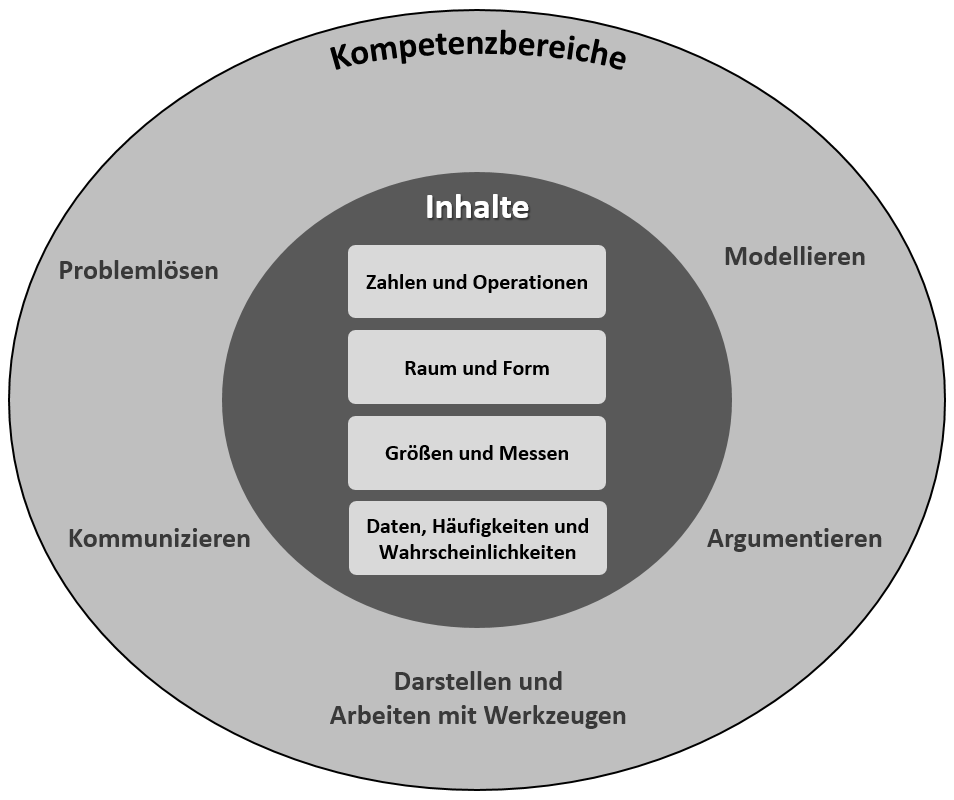 Kompetenzbereiche
Inhalte
Zahlen und Operationen
Raum und Form
Größen und Messen
Daten, Häufigkeiten und
Wahrscheinlichkeiten
Problemlösen
Modellieren
Kommunizieren
Argumentieren
Darstellen und
Arbeiten mit Werkzeugen